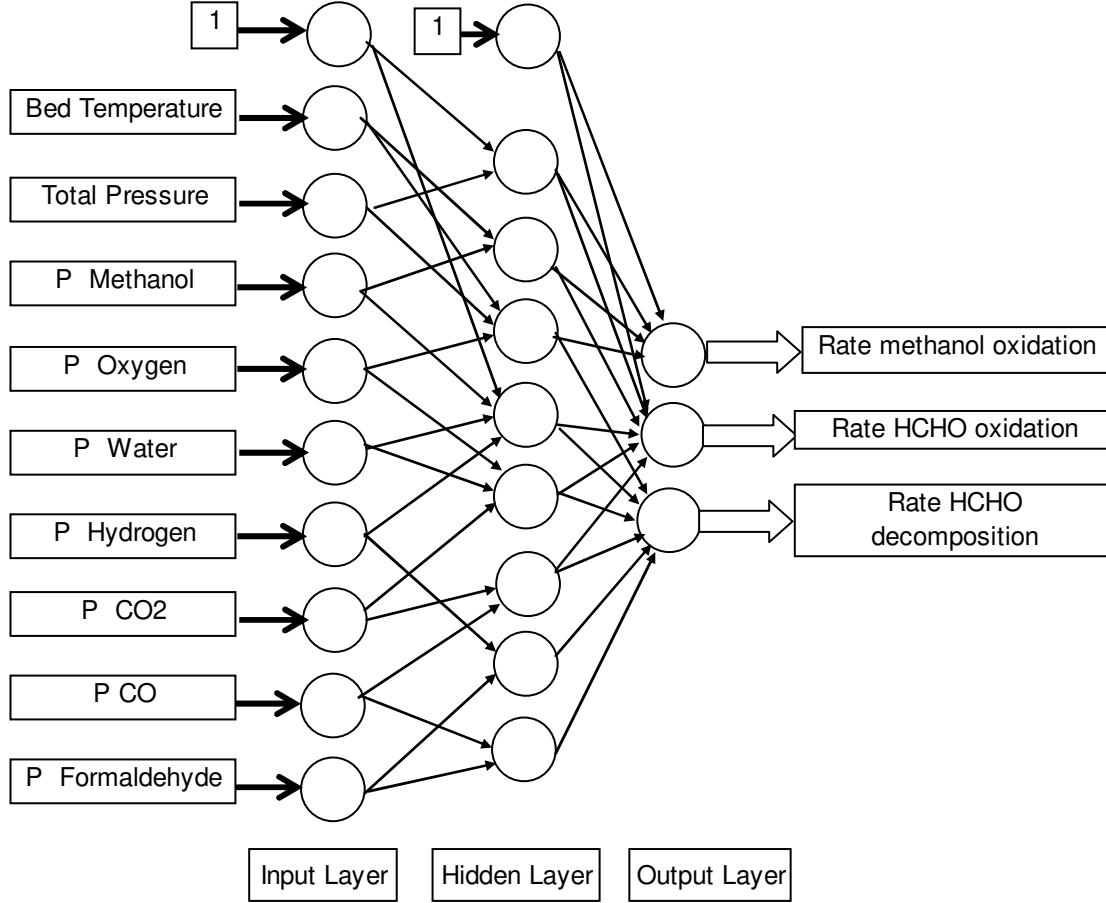 1
1
Bed Temperature
Total Pressure
P Methanol
P Oxygen
P Water
P Hydrogen
P CO2
P CO
P Formaldehyde
Rate methanol oxidation
Rate HCHO oxidation
Rate HCHO
decomposition
Input Layer
Hidden Layer
Output Layer